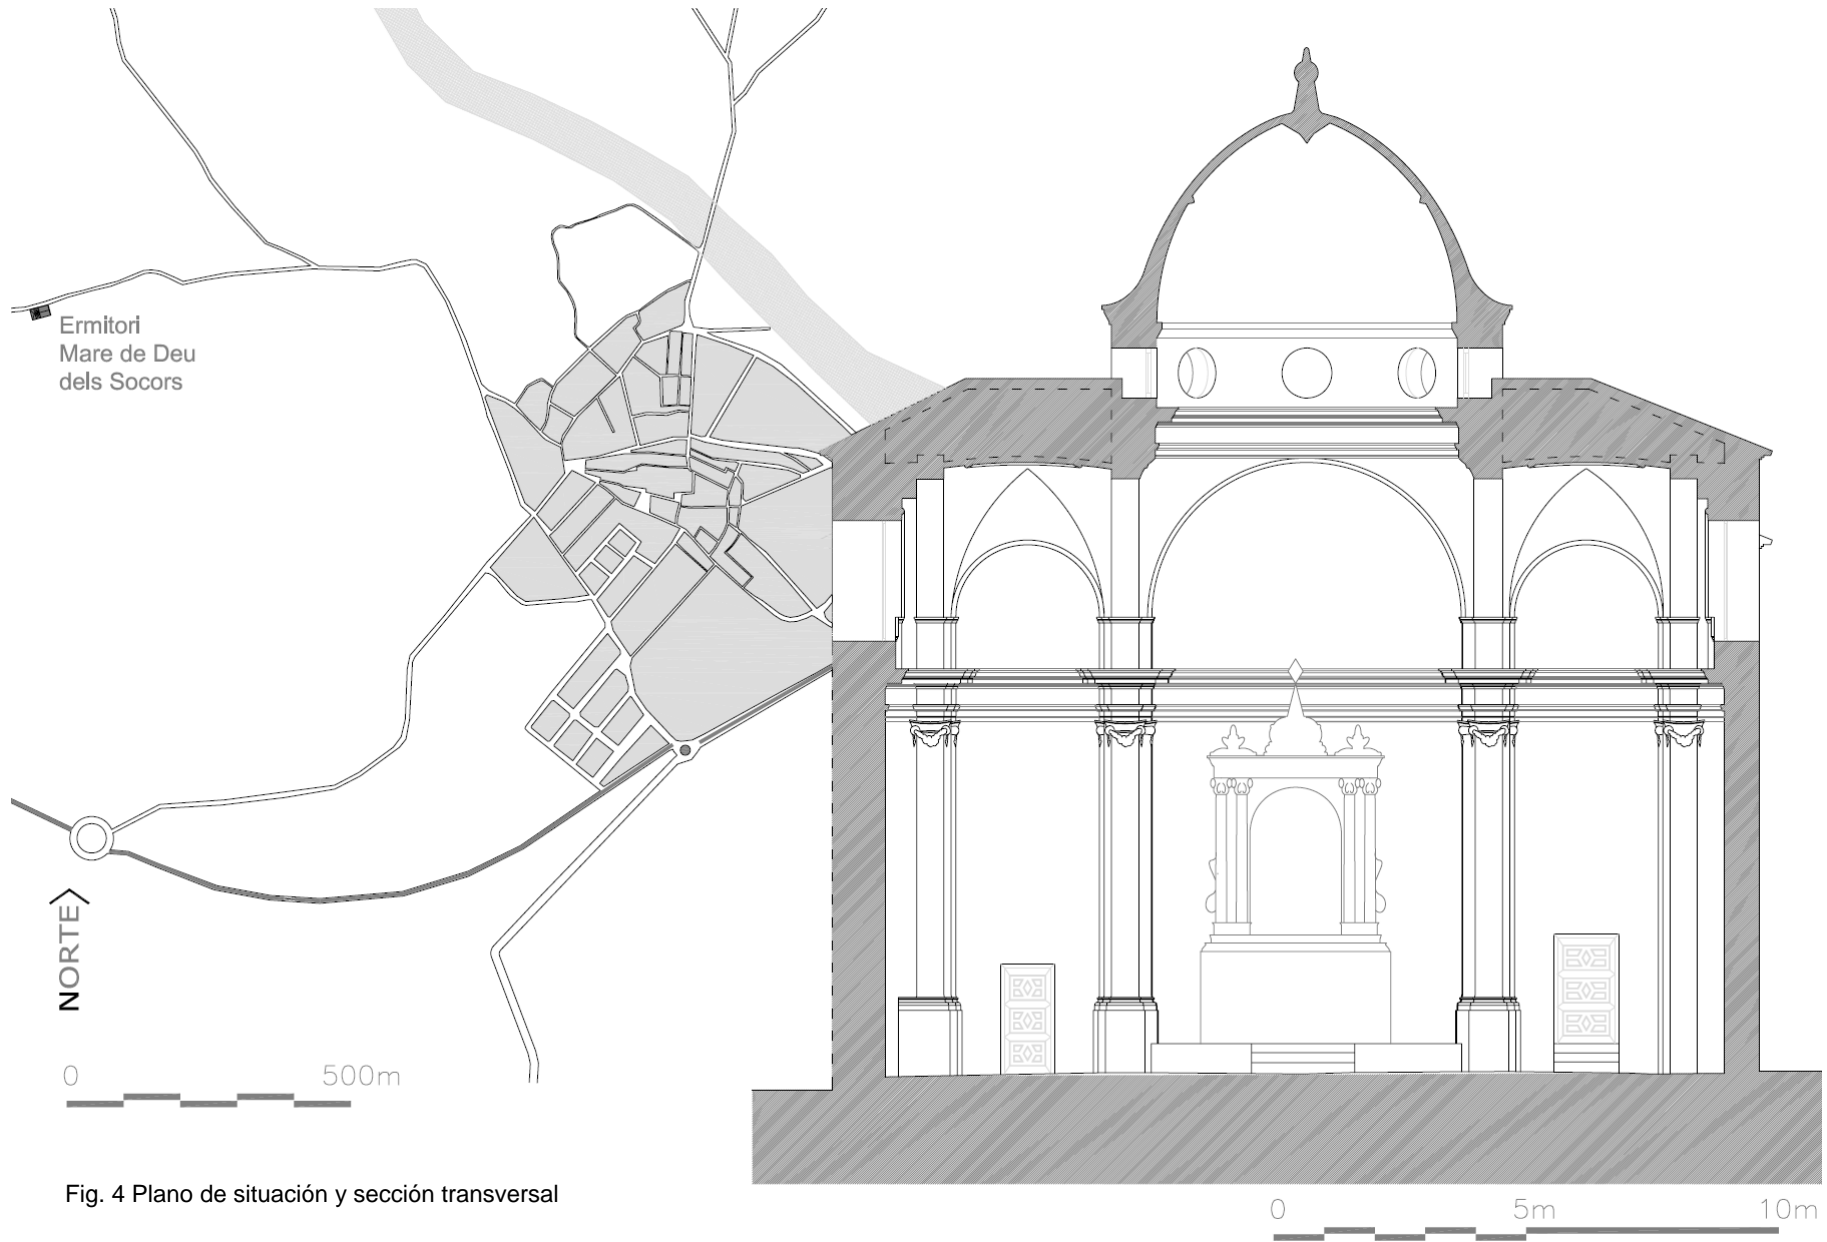 Ermitori
Mare de Deu
dels Socors
NORTE
0 500m
Fig. 4 Plano de situación y sección transversal
0 5m 10m